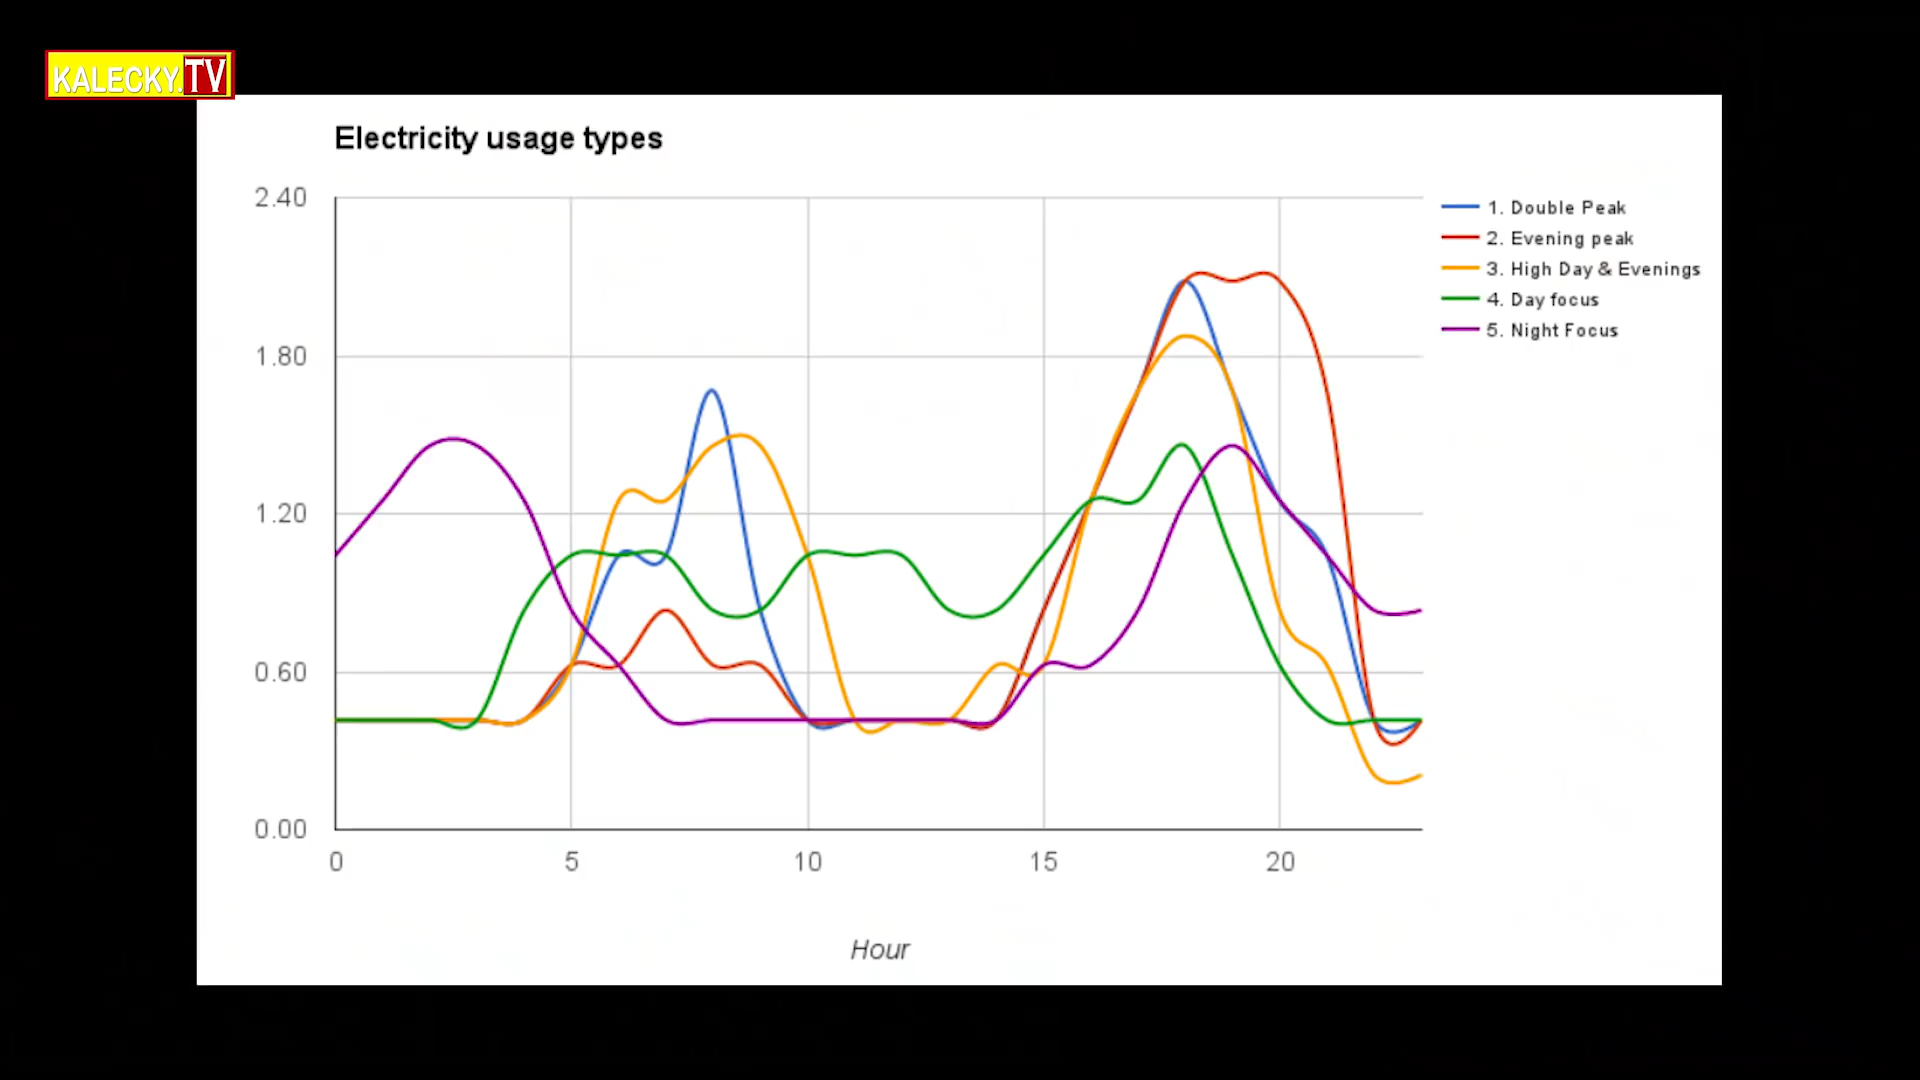 KALECKY.TV
Electricity usage types
2.40
1.80
1.20
0.60
0.00
0 5 10 15 20
Hour
1. Double Peak
2. Evening peak
3. High Day & Evenings
4. Day focus
5. Night Focus